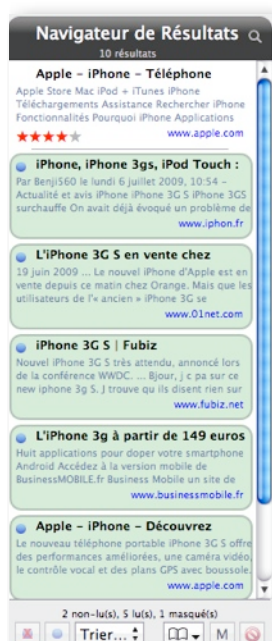 Navigateur de Résultats
10 résultats
Apple - iPhone - Téléphone
Apple Store Mac iPod + iTunes iPhone
Téléchargements Assistance Rechercher iPhone
Fonctionnalités Pourquoi iPhone Applications
www.apple.com
iPhone, iPhone 3gs, iPod Touch :
Par Benji560 le lundi 6 juillet 2009, 10:54 -
Actualité et avis iPhone iPhone 3G S iPhone 3GS
surchauffe On avait déjà évoqué un problème de
www.iphon.fr
L'iPhone 3G S en vente chez
19 juin 2009 ... Le nouvel iPhone d'Apple est en
vente depuis ce matin chez Orange. Mais que les
utilisateurs de l'« ancien » iPhone 3G se
www.01net.com
iPhone 3G S | Fubiz
Nouvel iPhone 3G S très attendu, annoncé lors
de la conférence WWDC. ... Bjour, j c pa sur ce
new iphone 3g S. J trouve qu ils disent rien sur
www.fubiz.net
L'iPhone 3g à partir de 149 euros
Huit applications pour doper votre smartphone
Android Accédez à la version mobile de
BusinessMOBILE.fr Business Mobile un site de
www.businessmobile.fr
Apple - iPhone - Découvrez
Le nouveau téléphone portable iPhone 3G S offre
des performances améliorées, une caméra vidéo,
le contrôle vocal et des plans GPS avec boussole.
www.apple.com
2 non-lu(s), 5 lu(s), 1 masqué(s)
Trier... M